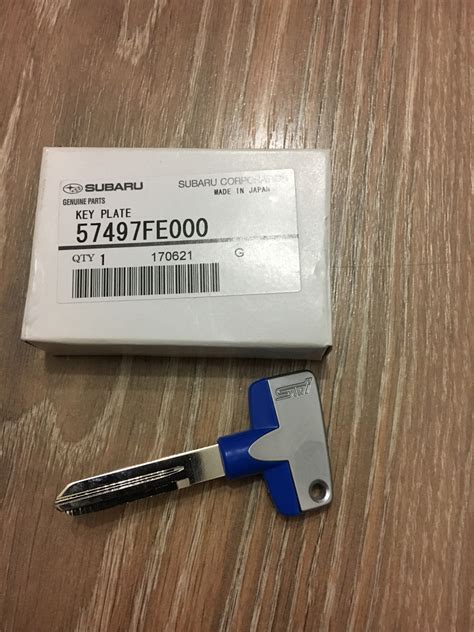 SUBARU
SUBARU CORPORATION
GENUINE PARTS
MADE IN JAPAN
KEY PLATE
57497FE000
QTY 1 170621 G
STI